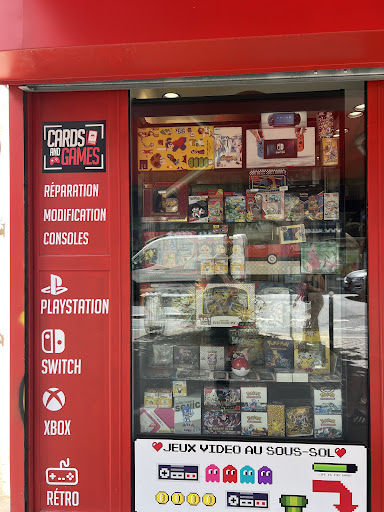 CARDS
AND
GAMES
RÉPARATION
MODIFICATION
CONSOLES
PLAYSTATION
SWITCH
XBOX
RÉTRO
JEUX VIDEO AU SOUS-SOL